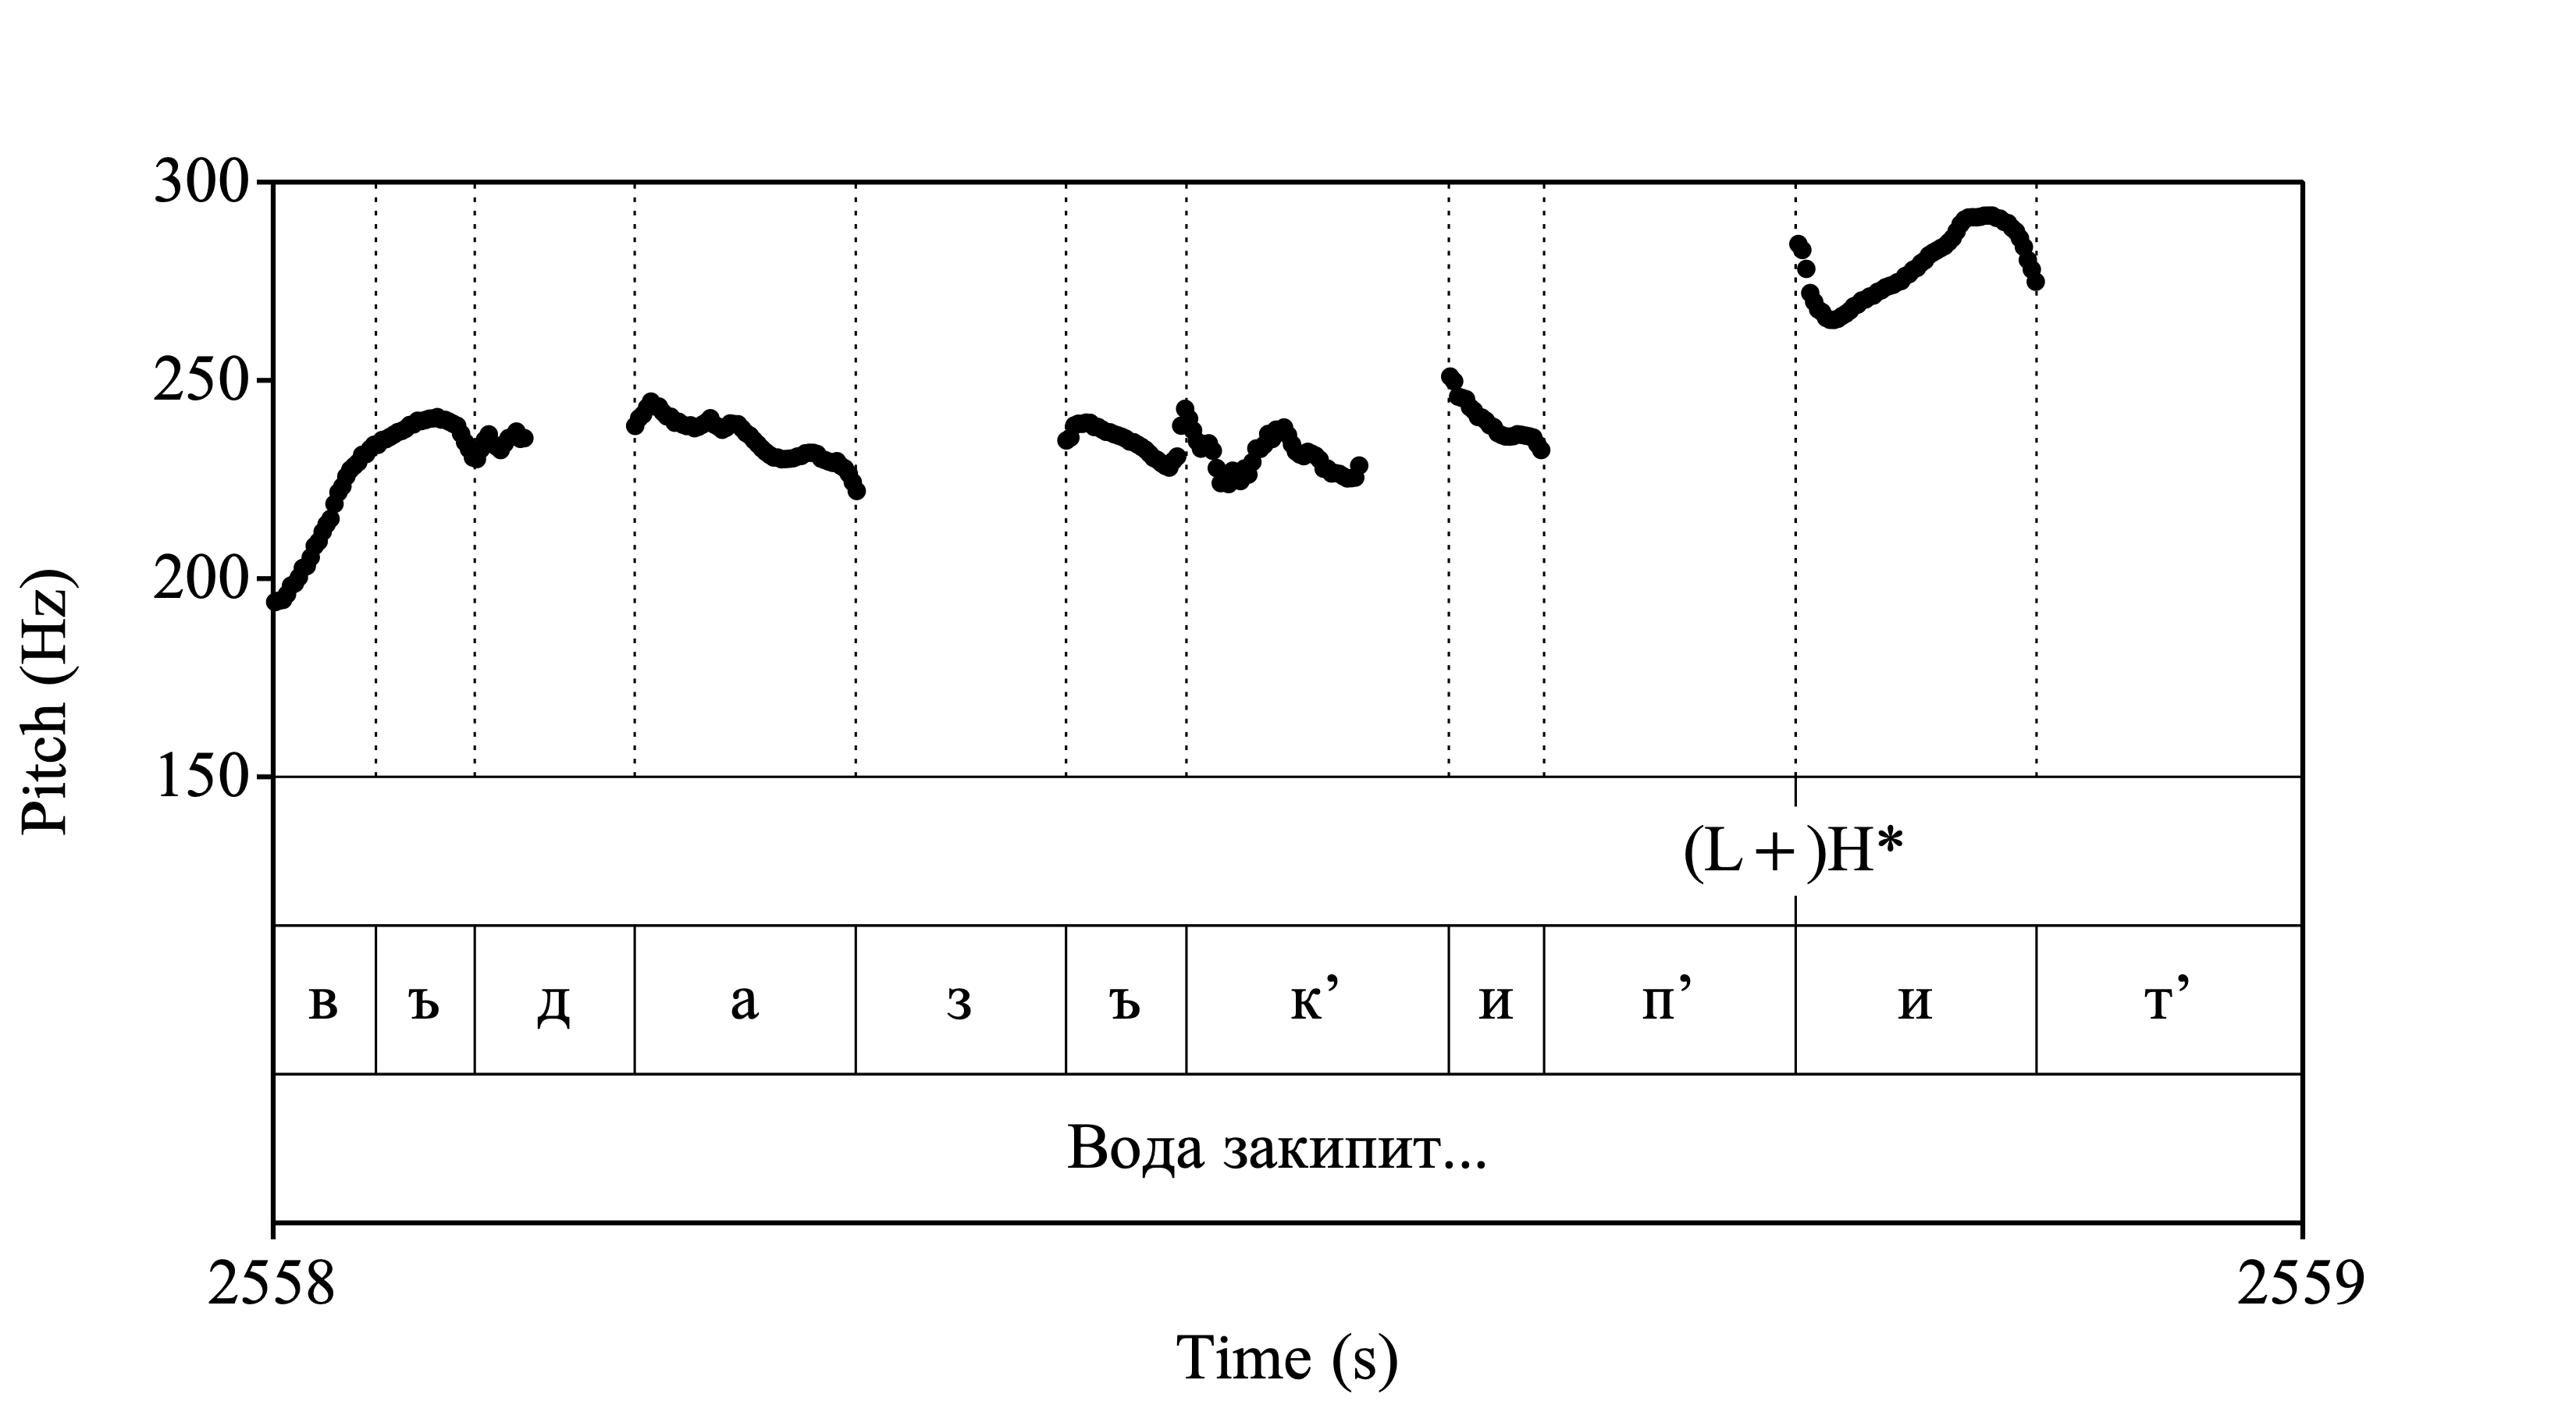 300
250
200
150
Pitch (Hz)
(L+)H*
в ъ д а з ъ к’ и п’ и т’
Вода закипит...
2558 2559
Time (s)